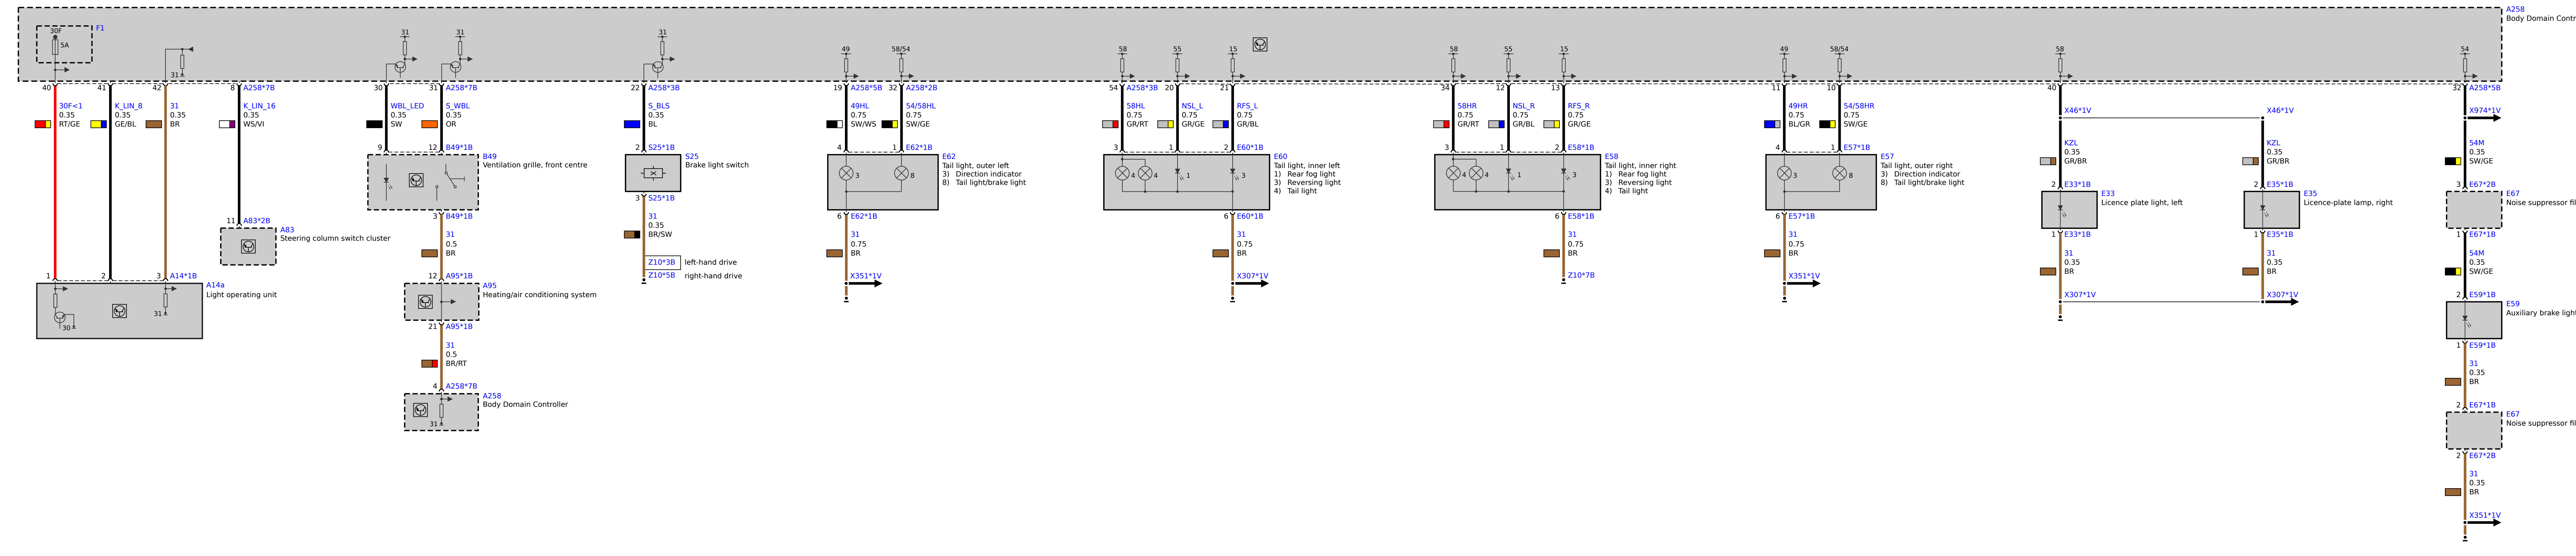 A258
Body Domain Contr
F1
30F
5A
31
31
31
31
49
58/54
58
55
15
58
55
15
49
58/54
58
54
40
41
42
8 A258*7B
30
31 A258*7B
22 A258*3B
19 A258*5B
32 A258*2B
54 A258*3B
20
21
34
12
13
11
10
40
32 A258*5B
30F<1
0.35
RT/GE
K_LIN_8
0.35
GE/BL
31
0.35
BR
K_LIN_16
0.35
WS/VI
WBL_LED
0.35
SW
S_WBL
0.35
OR
S_BLS
0.35
BL
49HL
0.75
SW/WS
54/58HL
0.75
SW/GE
58HL
0.75
GR/RT
NSL_L
0.75
GR/GE
RFS_L
0.75
GR/BL
58HR
0.75
GR/RT
NSL_R
0.75
GR/BL
RFS_R
0.75
GR/GE
49HR
0.75
BL/GR
54/58HR
0.75
SW/GE
X46*1V
X46*1V
X974*1V
KZL
0.35
GR/BR
KZL
0.35
GR/BR
54M
0.35
SW/GE
9
12 B49*1B
B49
Ventilation grille, front centre
2 S25*1B
S25
Brake light switch
4
1 E62*1B
E62
Tail light, outer left
3) Direction indicator
8) Tail light/brake light
3
8
3
1
2 E60*1B
E60
Tail light, inner left
1) Rear fog light
3) Reversing light
4) Tail light
4
4
1
3
3
1
2 E58*1B
E58
Tail light, inner right
1) Rear fog light
3) Reversing light
4) Tail light
4
4
1
3
4
1 E57*1B
E57
Tail light, outer right
3) Direction indicator
8) Tail light/brake light
3
8
2 E33*1B
E33
Licence plate light, left
2 E35*1B
E35
Licence-plate lamp, right
3 E67*2B
E67
Noise suppressor fil
11 A83*2B
A83
Steering column switch cluster
3 B49*1B
31
0.5
BR
3 S25*1B
31
0.35
BR/SW
Z10*3B left-hand drive
Z10*5B right-hand drive
6 E62*1B
31
0.75
BR
X351*1V
6 E60*1B
31
0.75
BR
X307*1V
6 E58*1B
31
0.75
BR
Z10*7B
6 E57*1B
31
0.75
BR
X351*1V
1 E33*1B
31
0.35
BR
X307*1V
1 E35*1B
31
0.35
BR
X307*1V
1 E67*1B
54M
0.35
SW/GE
2 E59*1B
E59
Auxiliary brake light
1
2
3 A14*1B
A14a
Light operating unit
30
31
12 A95*1B
A95
Heating/air conditioning system
21 A95*1B
31
0.5
BR/RT
4 A258*7B
A258
Body Domain Controller
31
1 E59*1B
31
0.35
BR
2 E67*1B
E67
Noise suppressor fil
2 E67*2B
31
0.35
BR
X351*1V